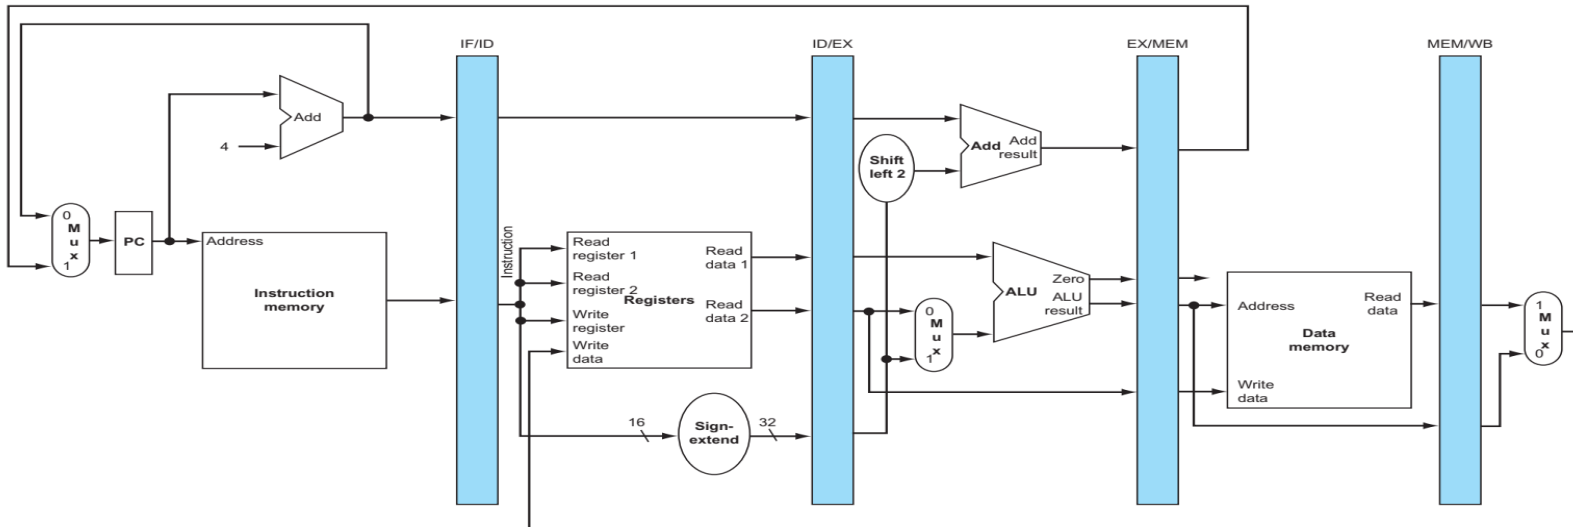 IF/ID
ID/EX
EX/MEM
MEM/WB
Add
4
0
M
u
x
1
PC
Address
Instruction
memory
Instruction
Read
register 1
Read
register 2
Write
register
Write
data
Registers
Read
data 1
Read
data 2
16
Sign-
extend
32
Shift
left 2
Add
Add
result
0
M
u
x
1
ALU
Zero
ALU
result
Address
Read
data
Data
memory
Write
data
1
M
u
x
0